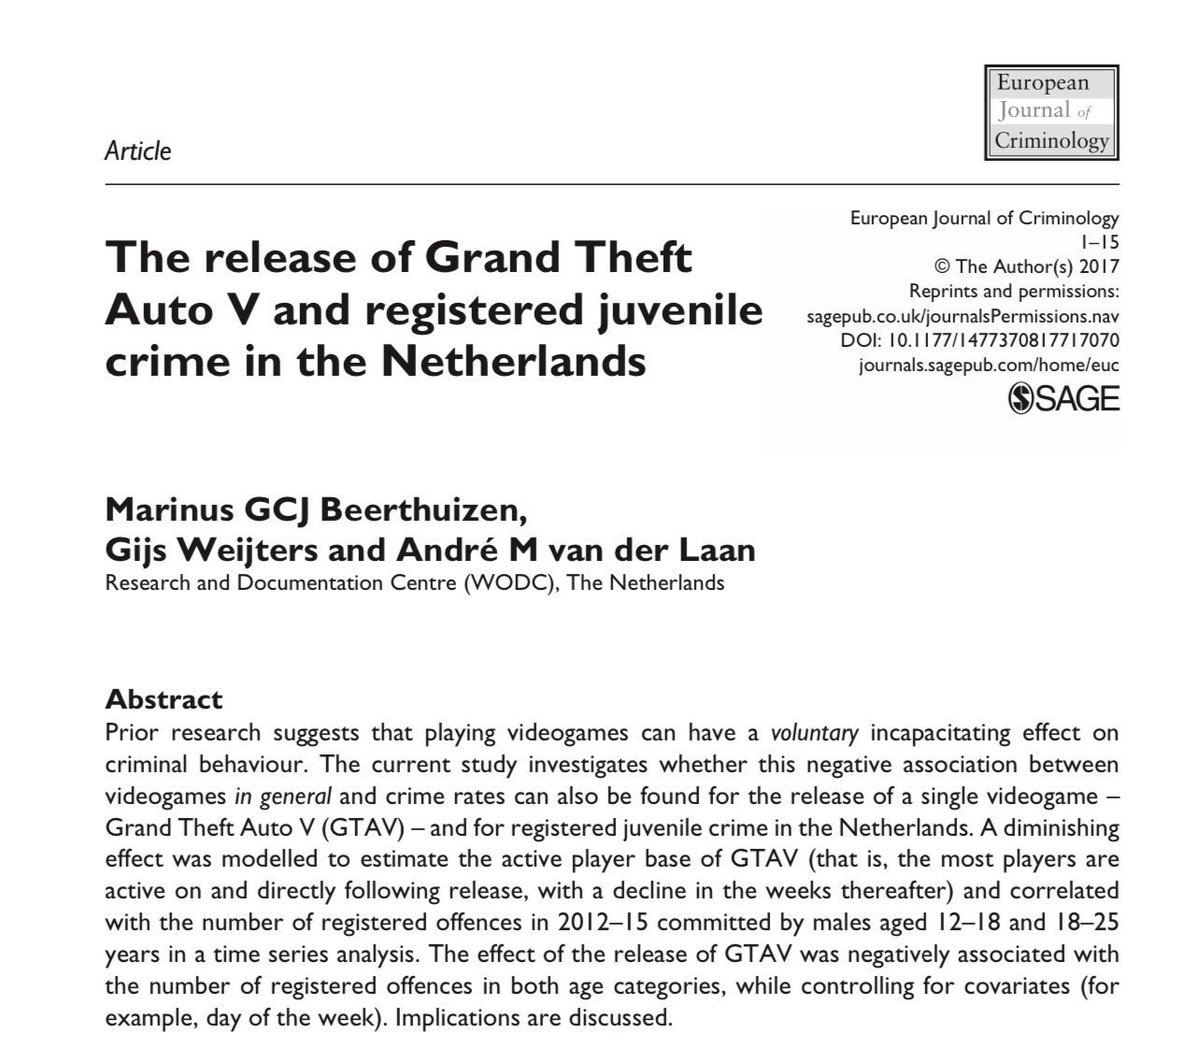 European
Journal of
Criminology
Article
European Journal of Criminology
1–15
© The Author(s) 2017
Reprints and permissions:
sagepub.co.uk/journalsPermissions.nav
DOI: 10.1177/1477370817717070
journals.sagepub.com/home/euc
SAGE
The release of Grand Theft
Auto V and registered juvenile
crime in the Netherlands
Marinus GCJ Beerthuizen,
Gijs Weijters and André M van der Laan
Research and Documentation Centre (WODC), The Netherlands
Abstract
Prior research suggests that playing videogames can have a voluntary incapacitating effect on
criminal behaviour. The current study investigates whether this negative association between
videogames in general and crime rates can also be found for the release of a single videogame –
Grand Theft Auto V (GTAV) – and for registered juvenile crime in the Netherlands. A diminishing
effect was modelled to estimate the active player base of GTAV (that is, the most players are
active on and directly following release, with a decline in the weeks thereafter) and correlated
with the number of registered offences in 2012–15 committed by males aged 12–18 and 18–25
years in a time series analysis. The effect of the release of GTAV was negatively associated with
the number of registered offences in both age categories, while controlling for covariates (for
example, day of the week). Implications are discussed.